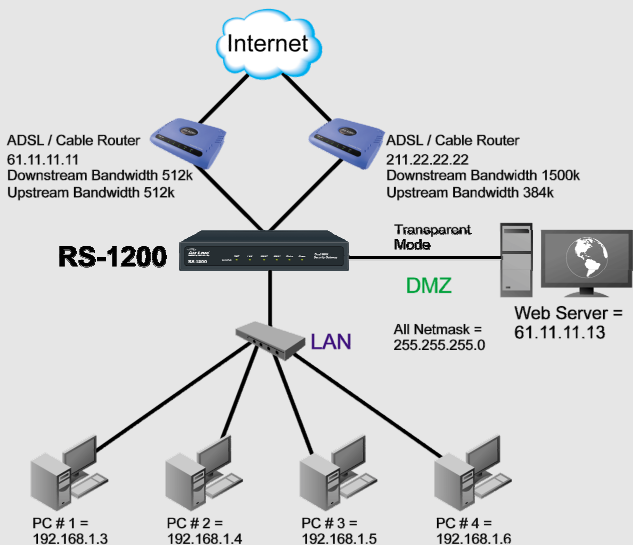 Internet
ADSL / Cable Router
61.11.11.11
Downstream Bandwidth 512k
Upstream Bandwidth 512k
ADSL / Cable Router
211.22.22.22
Downstream Bandwidth 1500k
Upstream Bandwidth 384k
RS-1200
RS-1200
Transparent
Mode
DMZ
Web Server =
61.11.11.13
All Netmask =
255.255.255.0
LAN
PC # 1 =
192.168.1.3
PC # 2 =
192.168.1.4
PC # 3 =
192.168.1.5
PC # 4 =
192.168.1.6